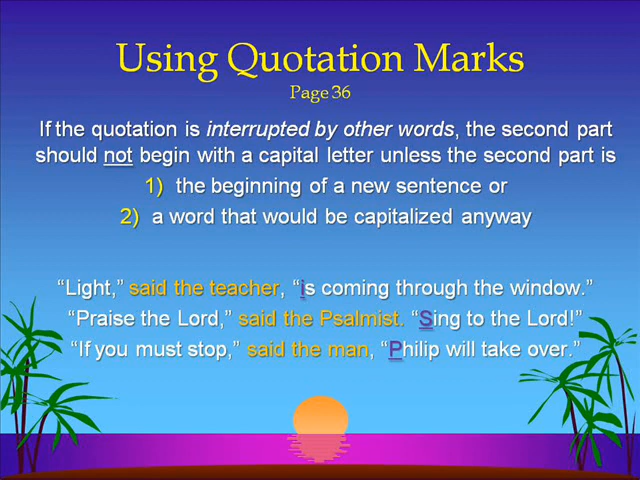 Using Quotation Marks
Page 36
If the quotation is interrupted by other words, the second part
should not begin with a capital letter unless the second part is
1) the beginning of a new sentence or
2) a word that would be capitalized anyway
“Light,” said the teacher, “is coming through the window.”
“Praise the Lord,” said the Psalmist. “Sing to the Lord!”
“If you must stop,” said the man, “Philip will take over.”